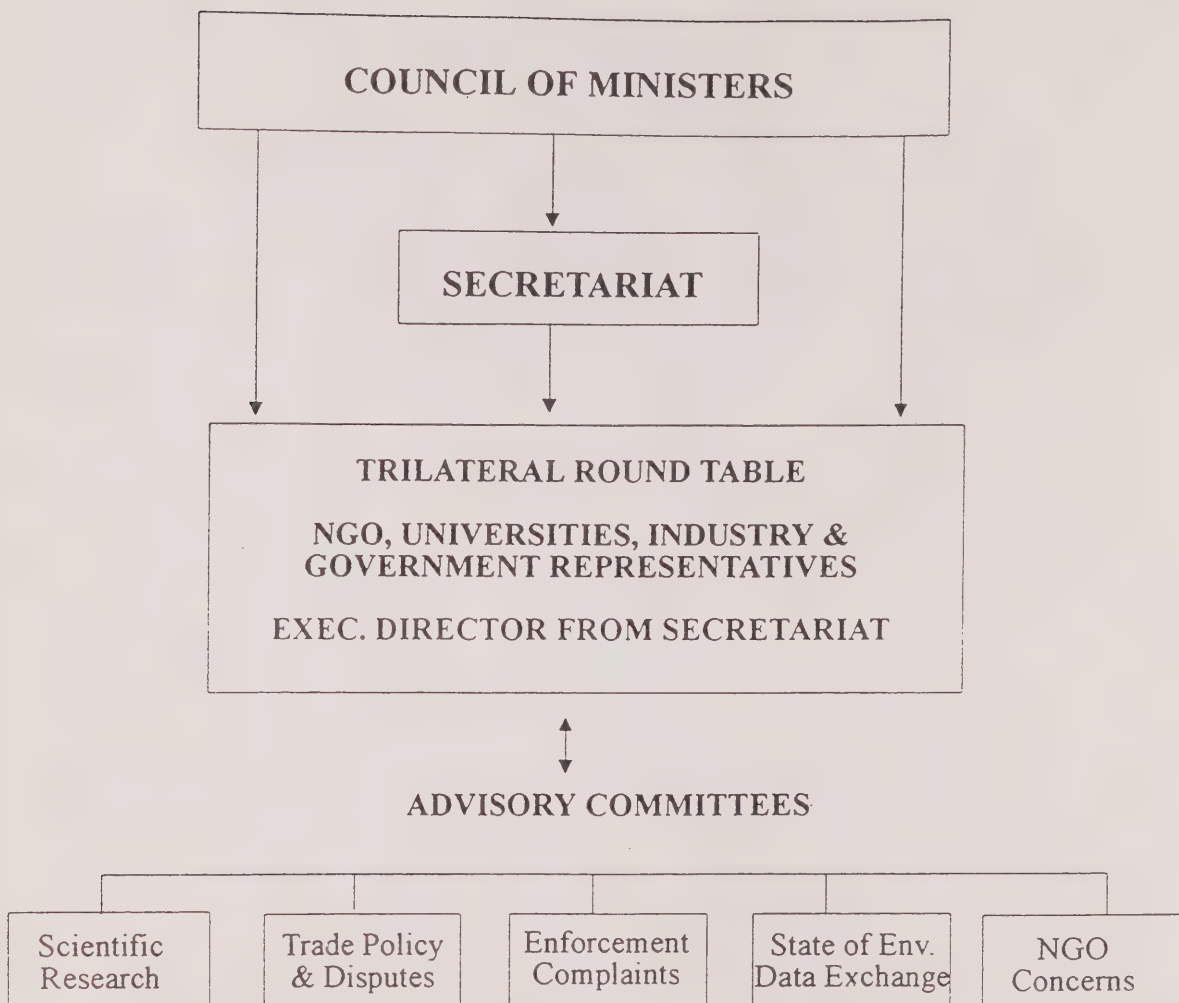 COUNCIL OF MINISTERS
SECRETARIAT
TRILATERAL ROUND TABLE
NGO, UNIVERSITIES, INDUSTRY &
GOVERNMENT REPRESENTATIVES
EXEC. DIRECTOR FROM SECRETARIAT
ADVISORY COMMITTEES
Scientific
Research
Trade Policy
& Disputes
Enforcement
Complaints
State of Env.
Data Exchange
NGO
Concerns